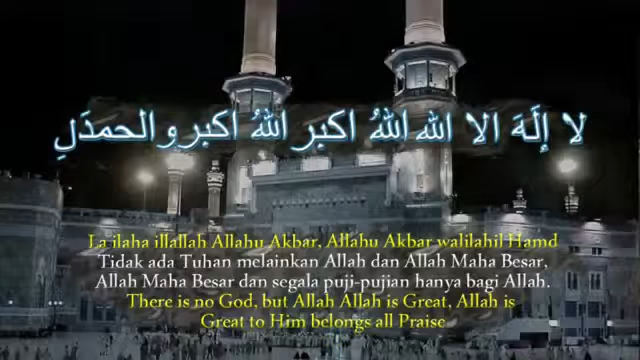 لا إِلَهَ الا الله اللهُ اكبر اللهُ اكبرو الحمدَلِ
La ilaha illallah Allahu Akbar, Allahu Akbar walilahil Hamd
Tidak ada Tuhan melainkan Allah dan Allah Maha Besar,
Allah Maha Besar dan segala puji-pujian hanya bagi Allah.
There is no God, but Allah Allah is Great, Allah is
Great to Him belongs all Praise